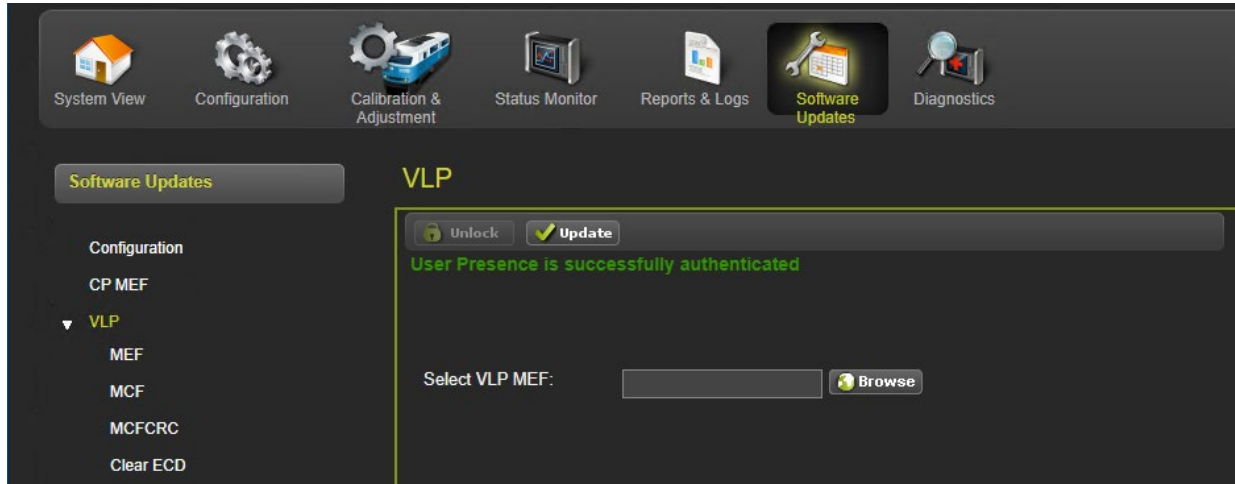 System View
Configuration
Calibration &
Adjustment
Status Monitor
Reports & Logs
Software
Updates
Diagnostics
Software Updates
Configuration
CP MEF
VLP
MEF
MCF
MCFCRC
Clear ECD
VLP
Unlock
Update
User Presence is successfully authenticated
Select VLP MEF:
Browse